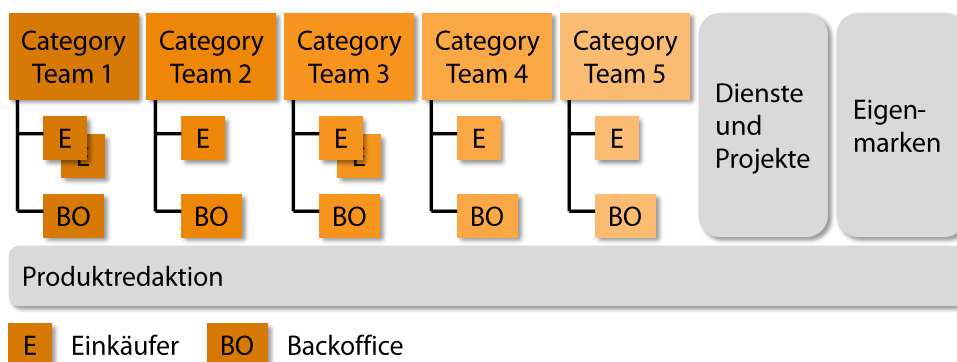 Category
Team 1
Category
Team 2
Category
Team 3
Category
Team 4
Category
Team 5
Dienste
und
Projekte
Eigen-
marken
E
E
E
E
E
E
E
BO
BO
BO
BO
BO
Produktredaktion
E Einkäufer BO Backoffice